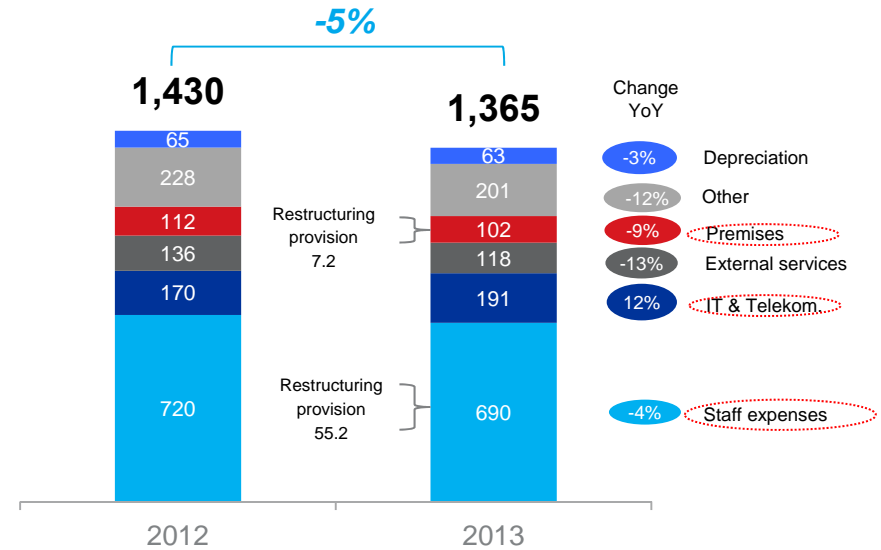 -5%
1,430
1,365
Change
YoY
65
228
112
136
170
720
Restructuring
provision
7.2
Restructuring
provision
55.2
63
201
102
118
191
690
-3% Depreciation
-12% Other
-9% Premises
-13% External services
12% IT & Telekom.
-4% Staff expenses
2012 2013